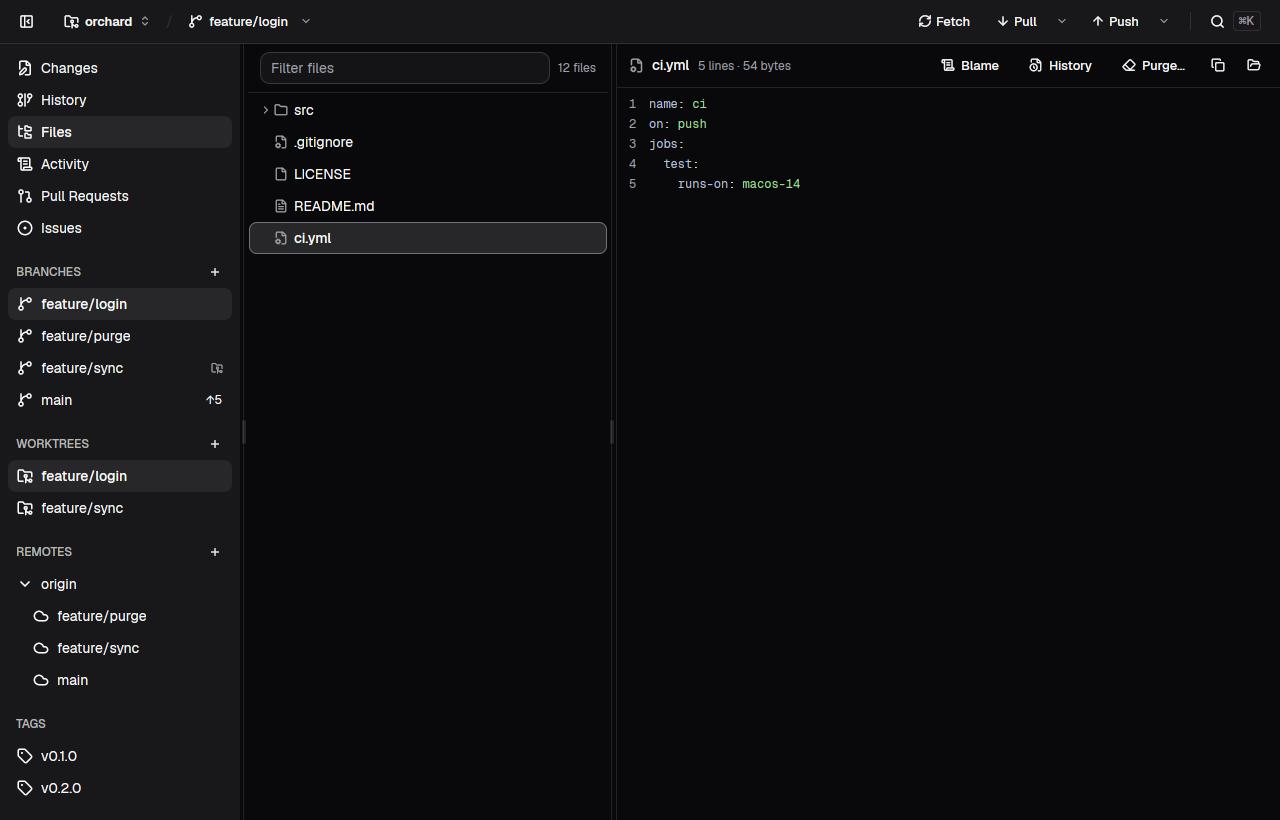 orchard / feature/login
Fetch
Pull
Push
⌘K
Changes
History
Files
Activity
Pull Requests
Issues
BRANCHES +
feature/login
feature/purge
feature/sync
main ↑5
WORKTREES +
feature/login
feature/sync
REMOTES +
origin
feature/purge
feature/sync
main
TAGS
v0.1.0
v0.2.0
Filter files
12 files
src
.gitignore
LICENSE
README.md
ci.yml
ci.yml 5 lines · 54 bytes
Blame
History
Purge...
1 name: ci
2 on: push
3 jobs:
4   test:
5     runs-on: macos-14